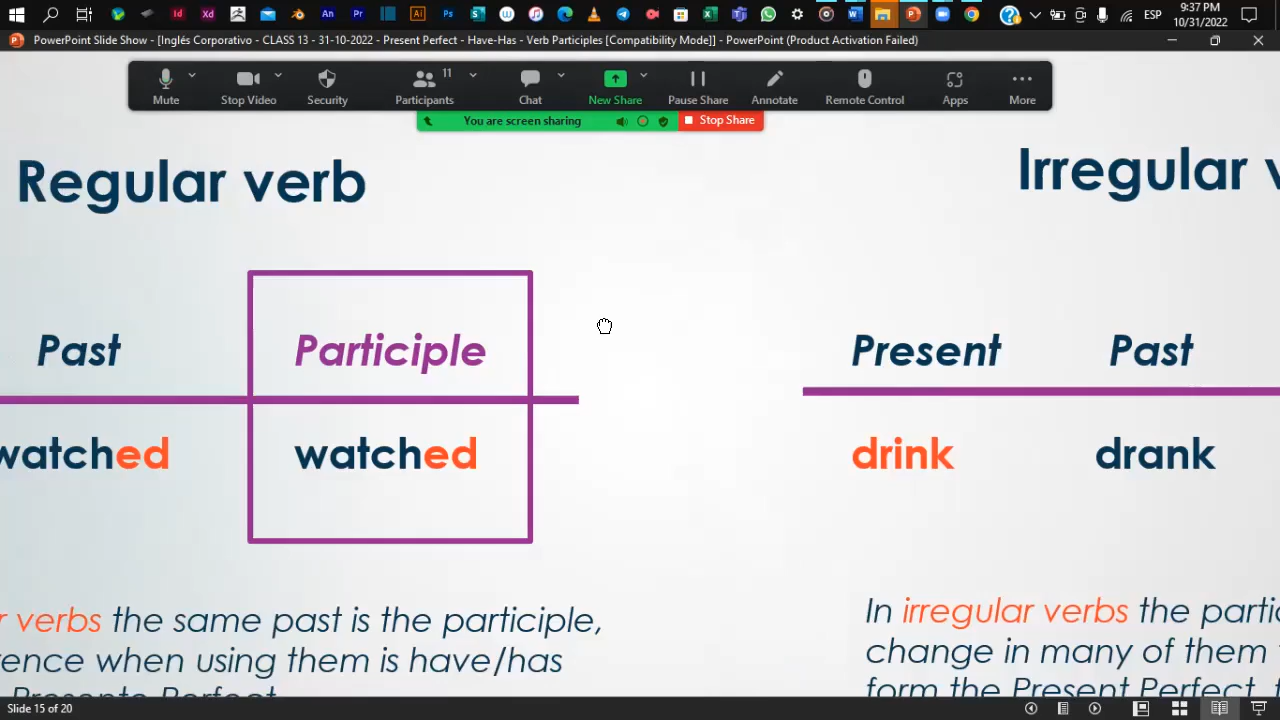 ESP
9:37 PM
10/31/2022
PowerPoint Slide Show - [Inglés Corporativo - CLASS 13 - 31-10-2022 - Present Perfect - Have-Has - Verb Participles [Compatibility Mode]] - PowerPoint (Product Activation Failed)
Mute
Stop Video
Security
Participants
11
Chat
New Share
Pause Share
Annotate
Remote Control
Apps
More
You are screen sharing
Stop Share
Regular verb
Past
Participle
watched
watched
r verbs the same past is the participle,
rence when using them is have/has
Presente Perfect
Irregular v
Present
Past
drink
drank
In irregular verbs the partic
change in many of them
form the Present Perfect,
Slide 15 of 20